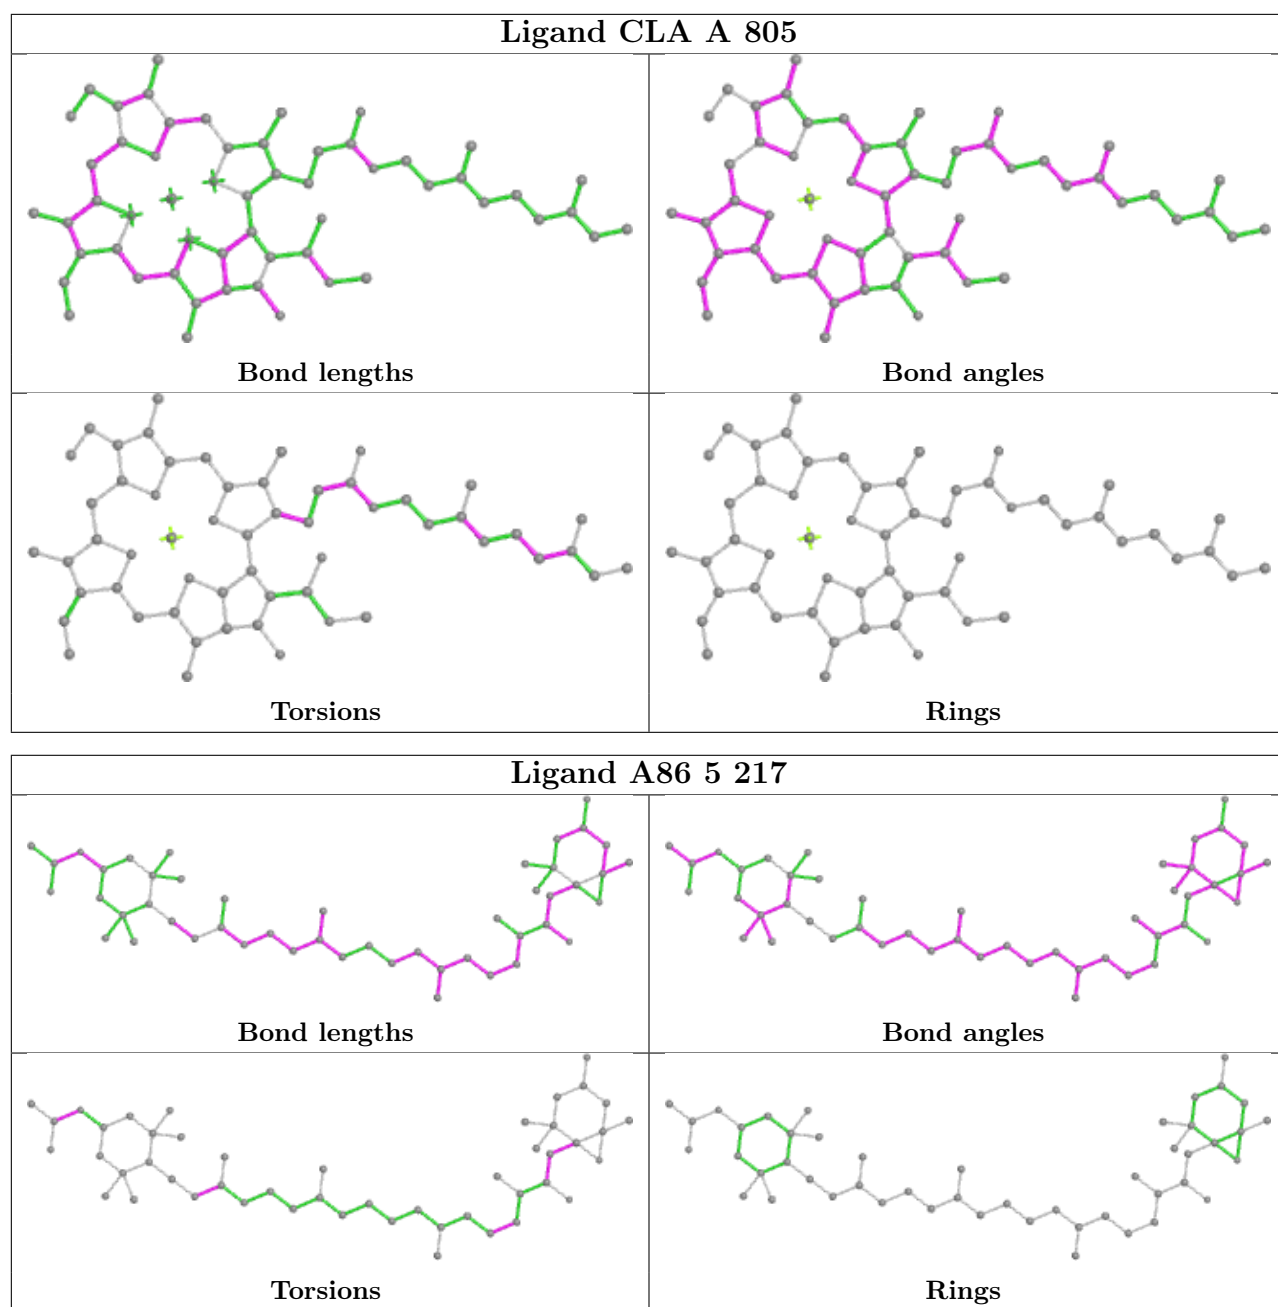 Ligand CLA A 805
Bond lengths
Bond angles
Torsions
Rings
Ligand A86 5 217
Bond lengths
Bond angles
Torsions
Rings